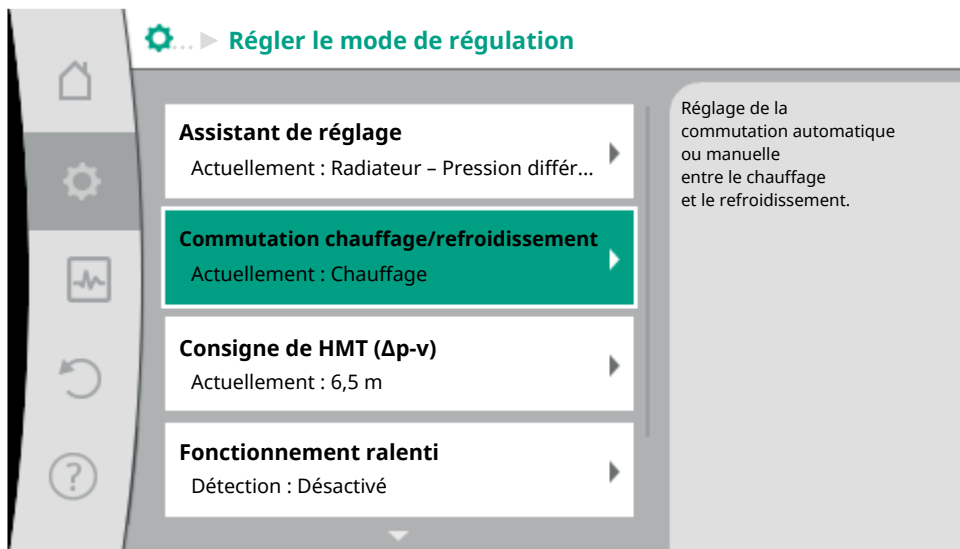 ... ► Régler le mode de régulation
Assistant de réglage
Actuellement : Radiateur – Pression différ...
Commutation chauffage/refroidissement
Actuellement : Chauffage
Consigne de HMT (Δp-v)
Actuellement : 6,5 m
Fonctionnement ralenti
Détection : Désactivé
Réglage de la
commutation automatique
ou manuelle
entre le chauffage
et le refroidissement.
?